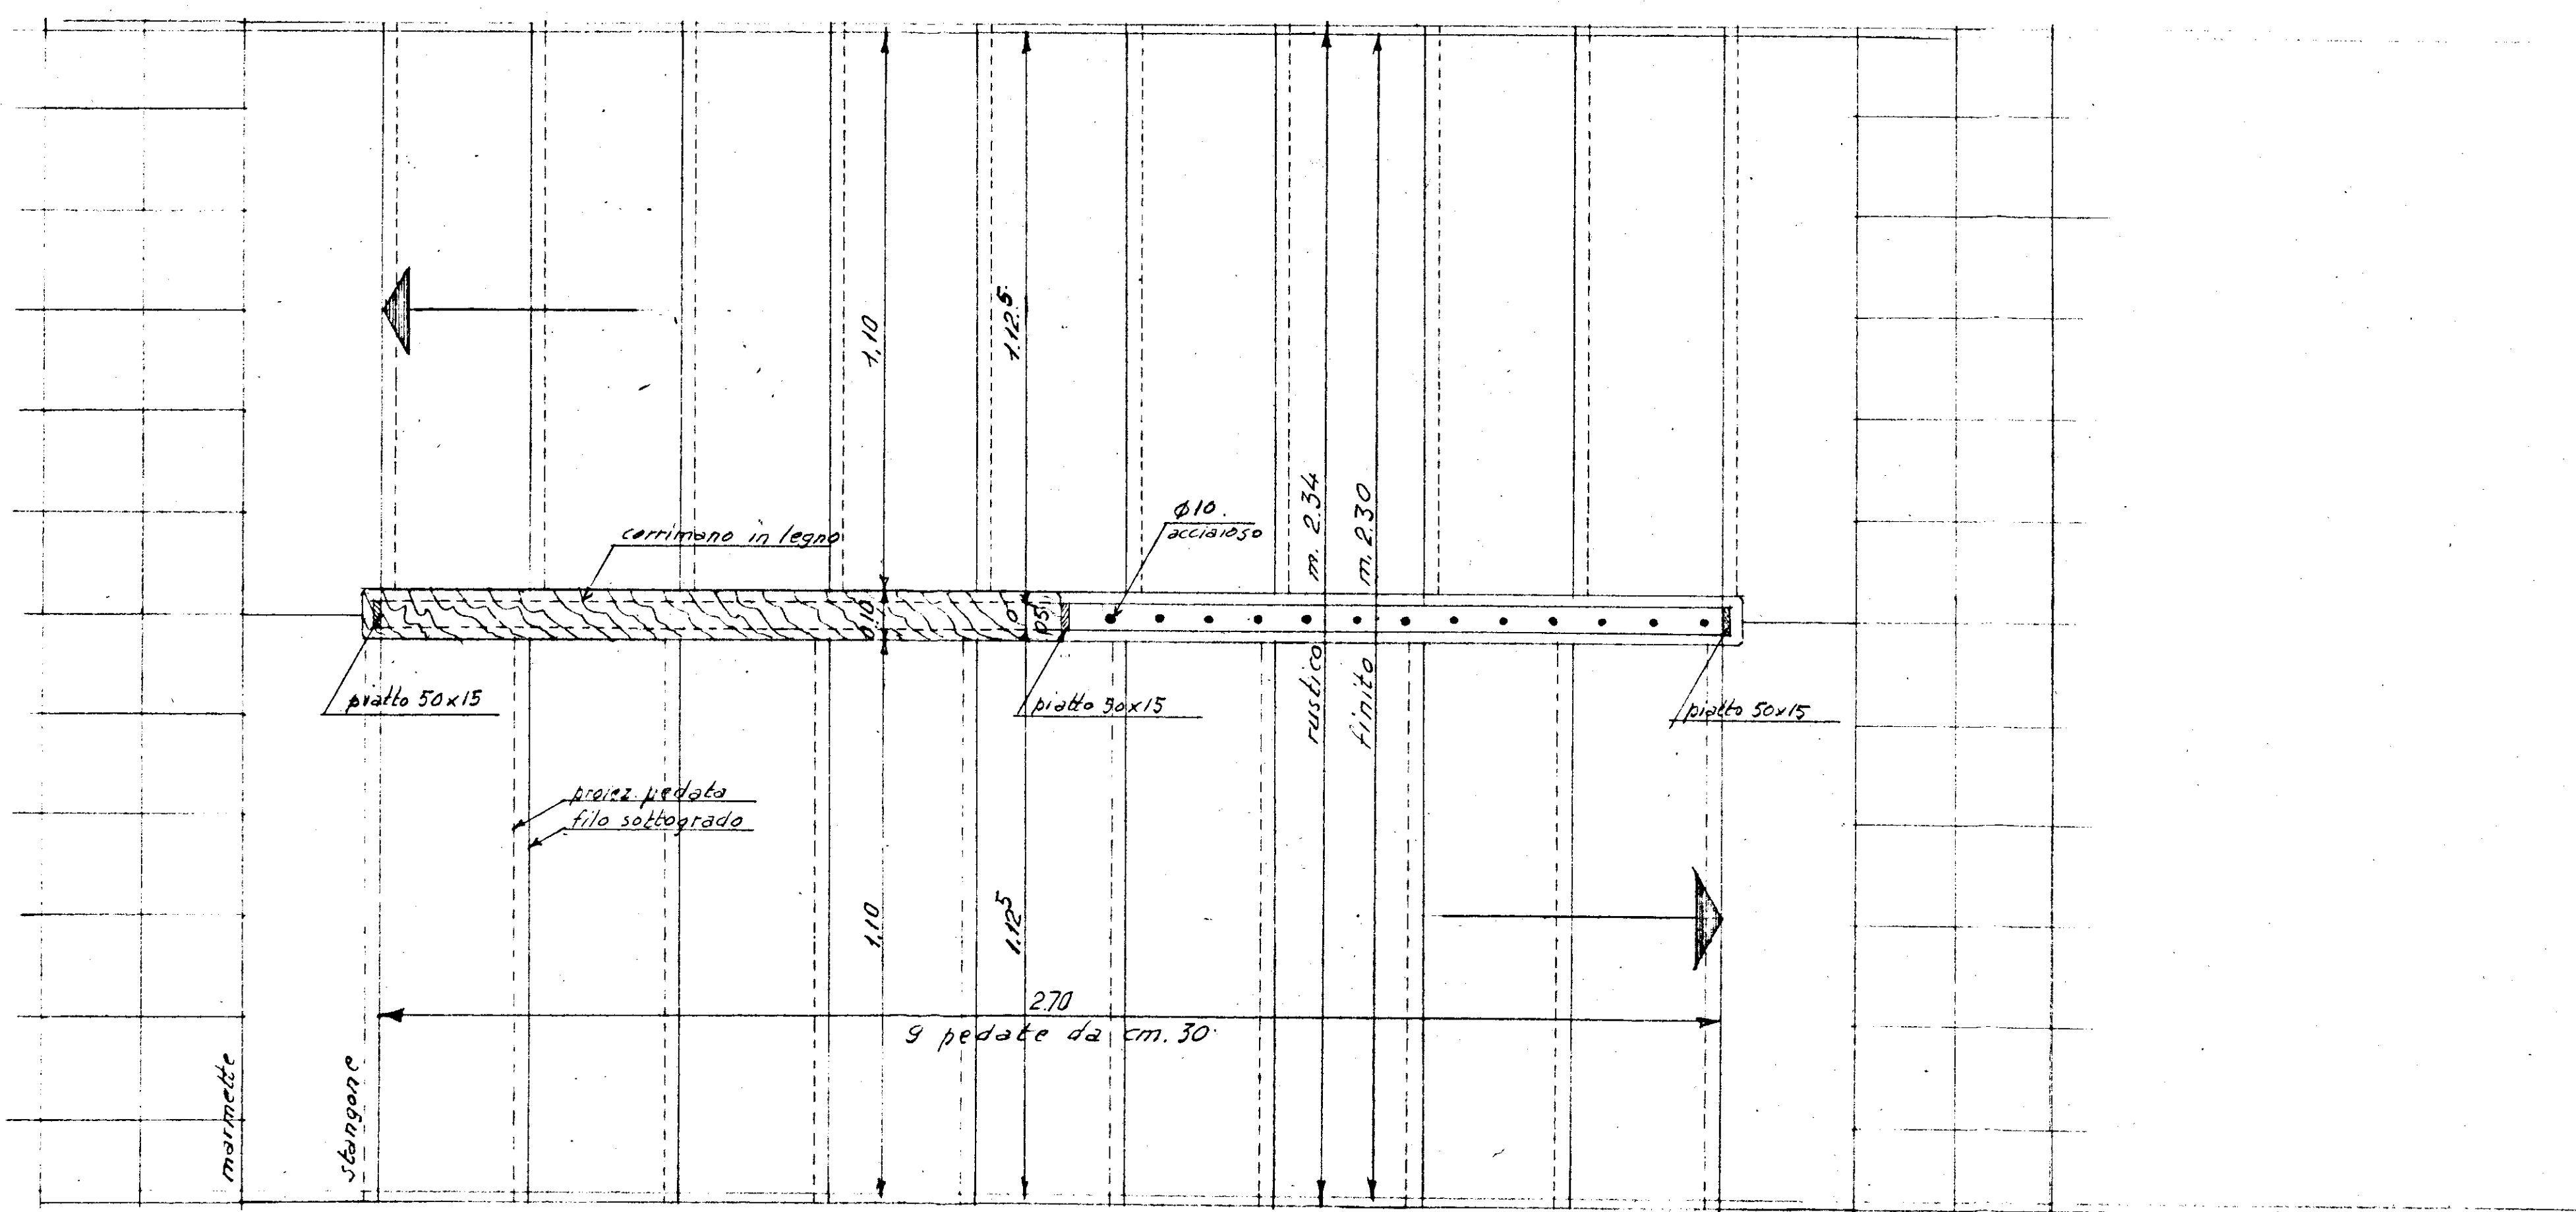 1,10
1.12.5
m. 2.34
m. 2.30
Ø10.
acciaioso
corrimano in legno
0.10
piatto 50x15
piatto 50x15
piatto 50x15
rustico
finito
proiez. pedata
filo sottogrado
1,10
1.12 5
2.70
9 pedate da cm. 30
marmette
stangone